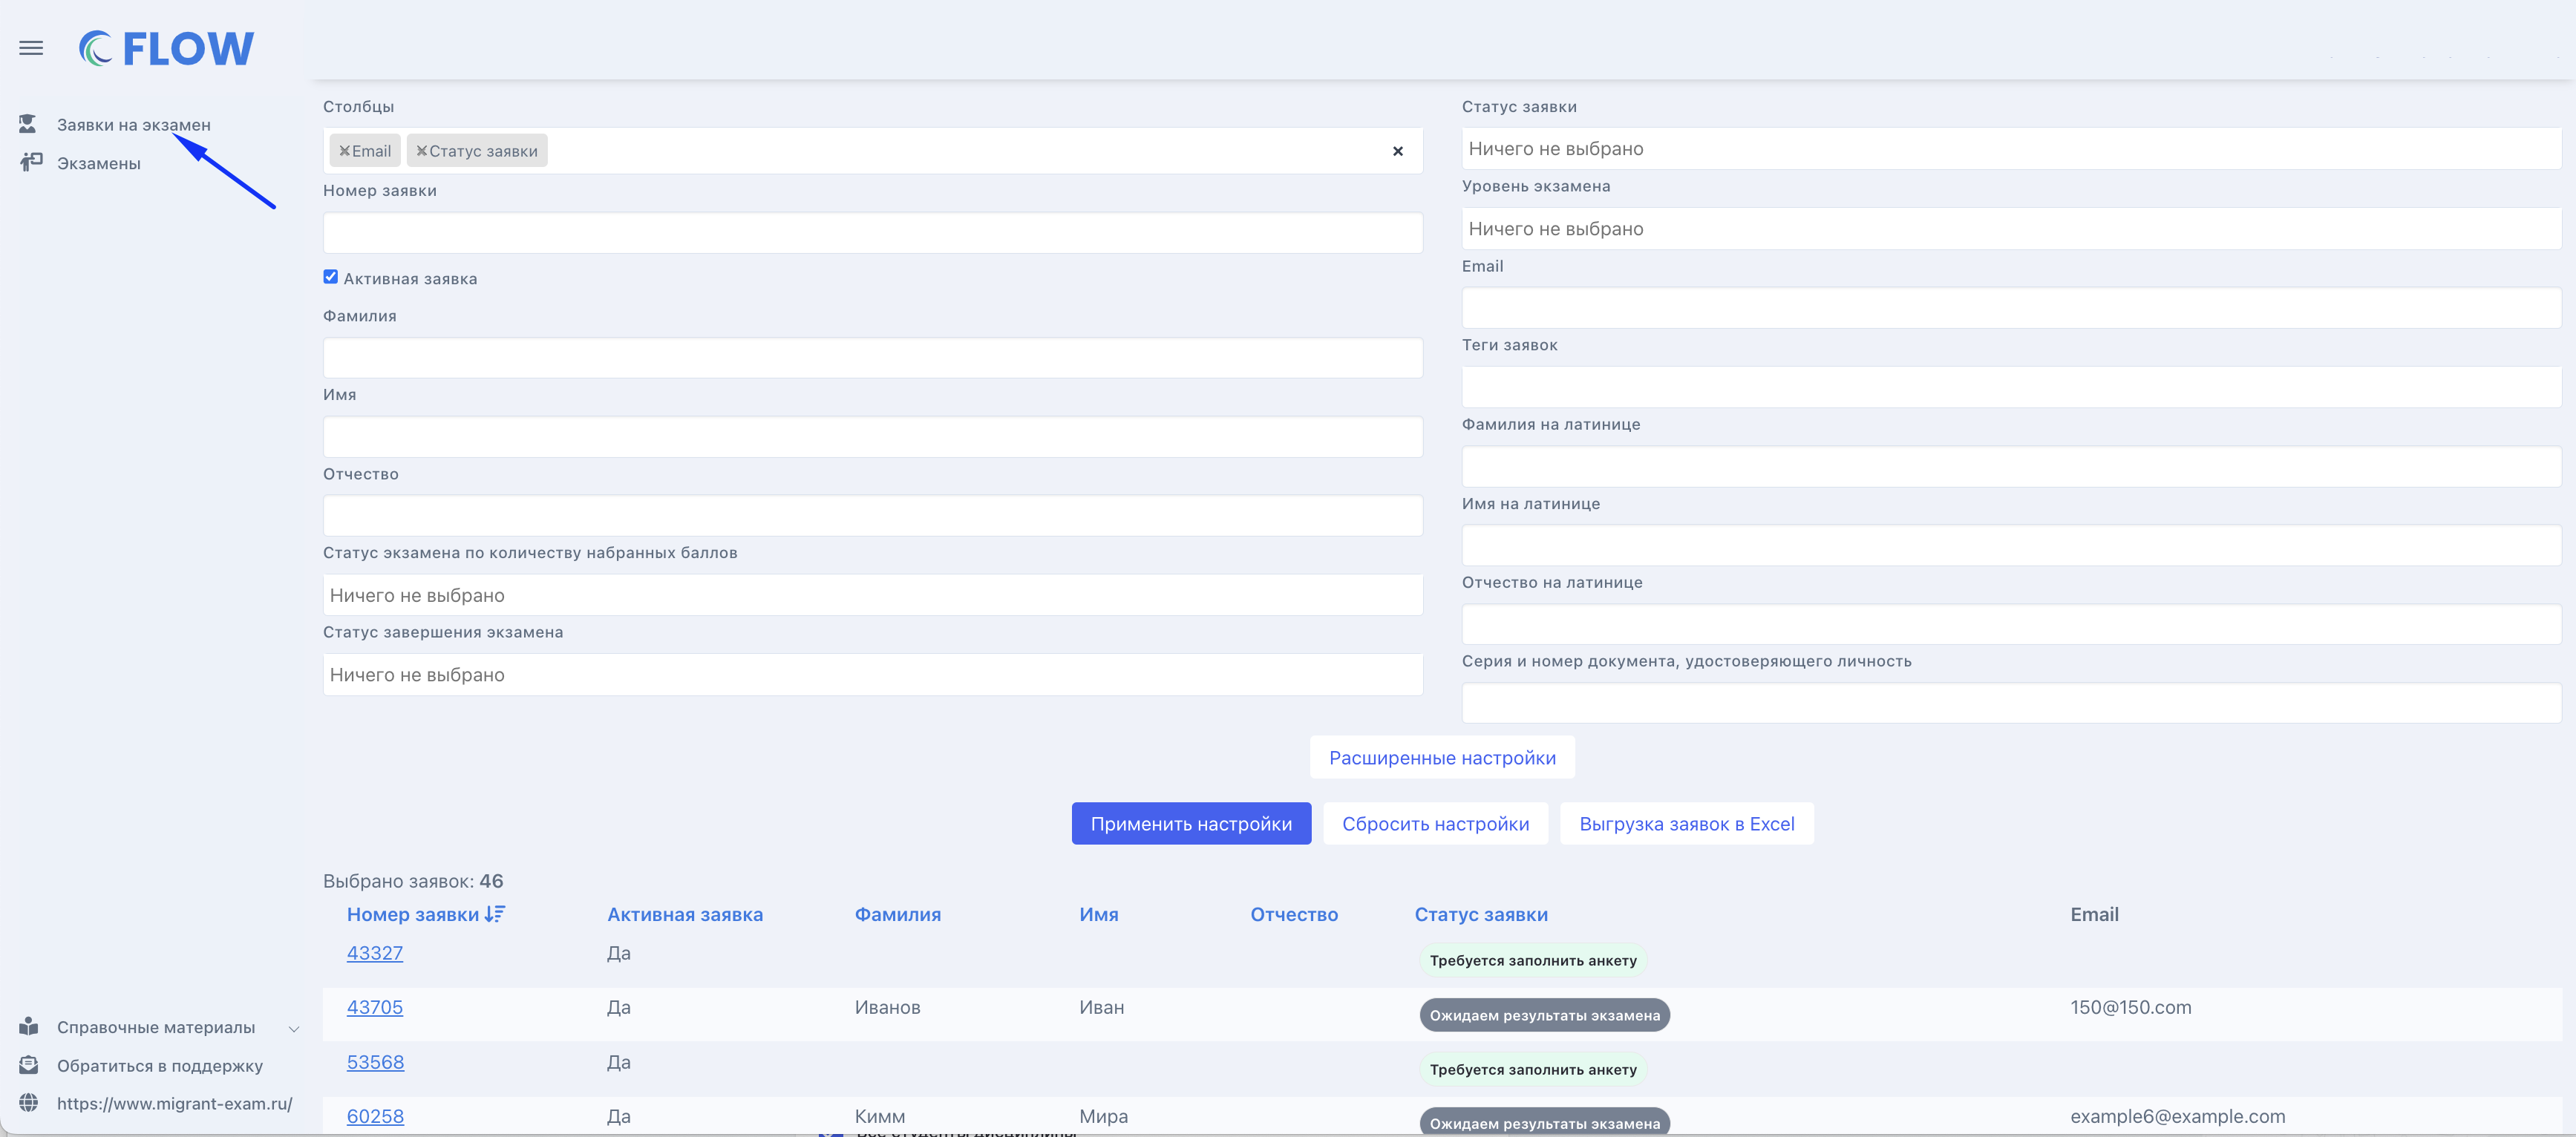 FLOW
Заявки на экзамен
Экзамены
Столбцы
×Email ×Статус заявки ×
Номер заявки
Активная заявка
Фамилия
Имя
Отчество
Статус экзамена по количеству набранных баллов
Ничего не выбрано
Статус завершения экзамена
Ничего не выбрано
Статус заявки
Ничего не выбрано
Уровень экзамена
Ничего не выбрано
Email
Теги заявок
Фамилия на латинице
Имя на латинице
Отчество на латинице
Серия и номер документа, удостоверяющего личность
Расширенные настройки
Применить настройки Сбросить настройки Выгрузка заявок в Excel
Выбрано заявок: 46
Номер заявки Активная заявка Фамилия Имя Отчество Статус заявки Email
43327 Да Требуется заполнить анкету
43705 Да Иванов Иван Ожидаем результаты экзамена 150@150.com
53568 Да Требуется заполнить анкету
60258 Да Кимм Мира Ожидаем результаты экзамена example6@example.com
Справочные материалы
Обратиться в поддержку
https://www.migrant-exam.ru/